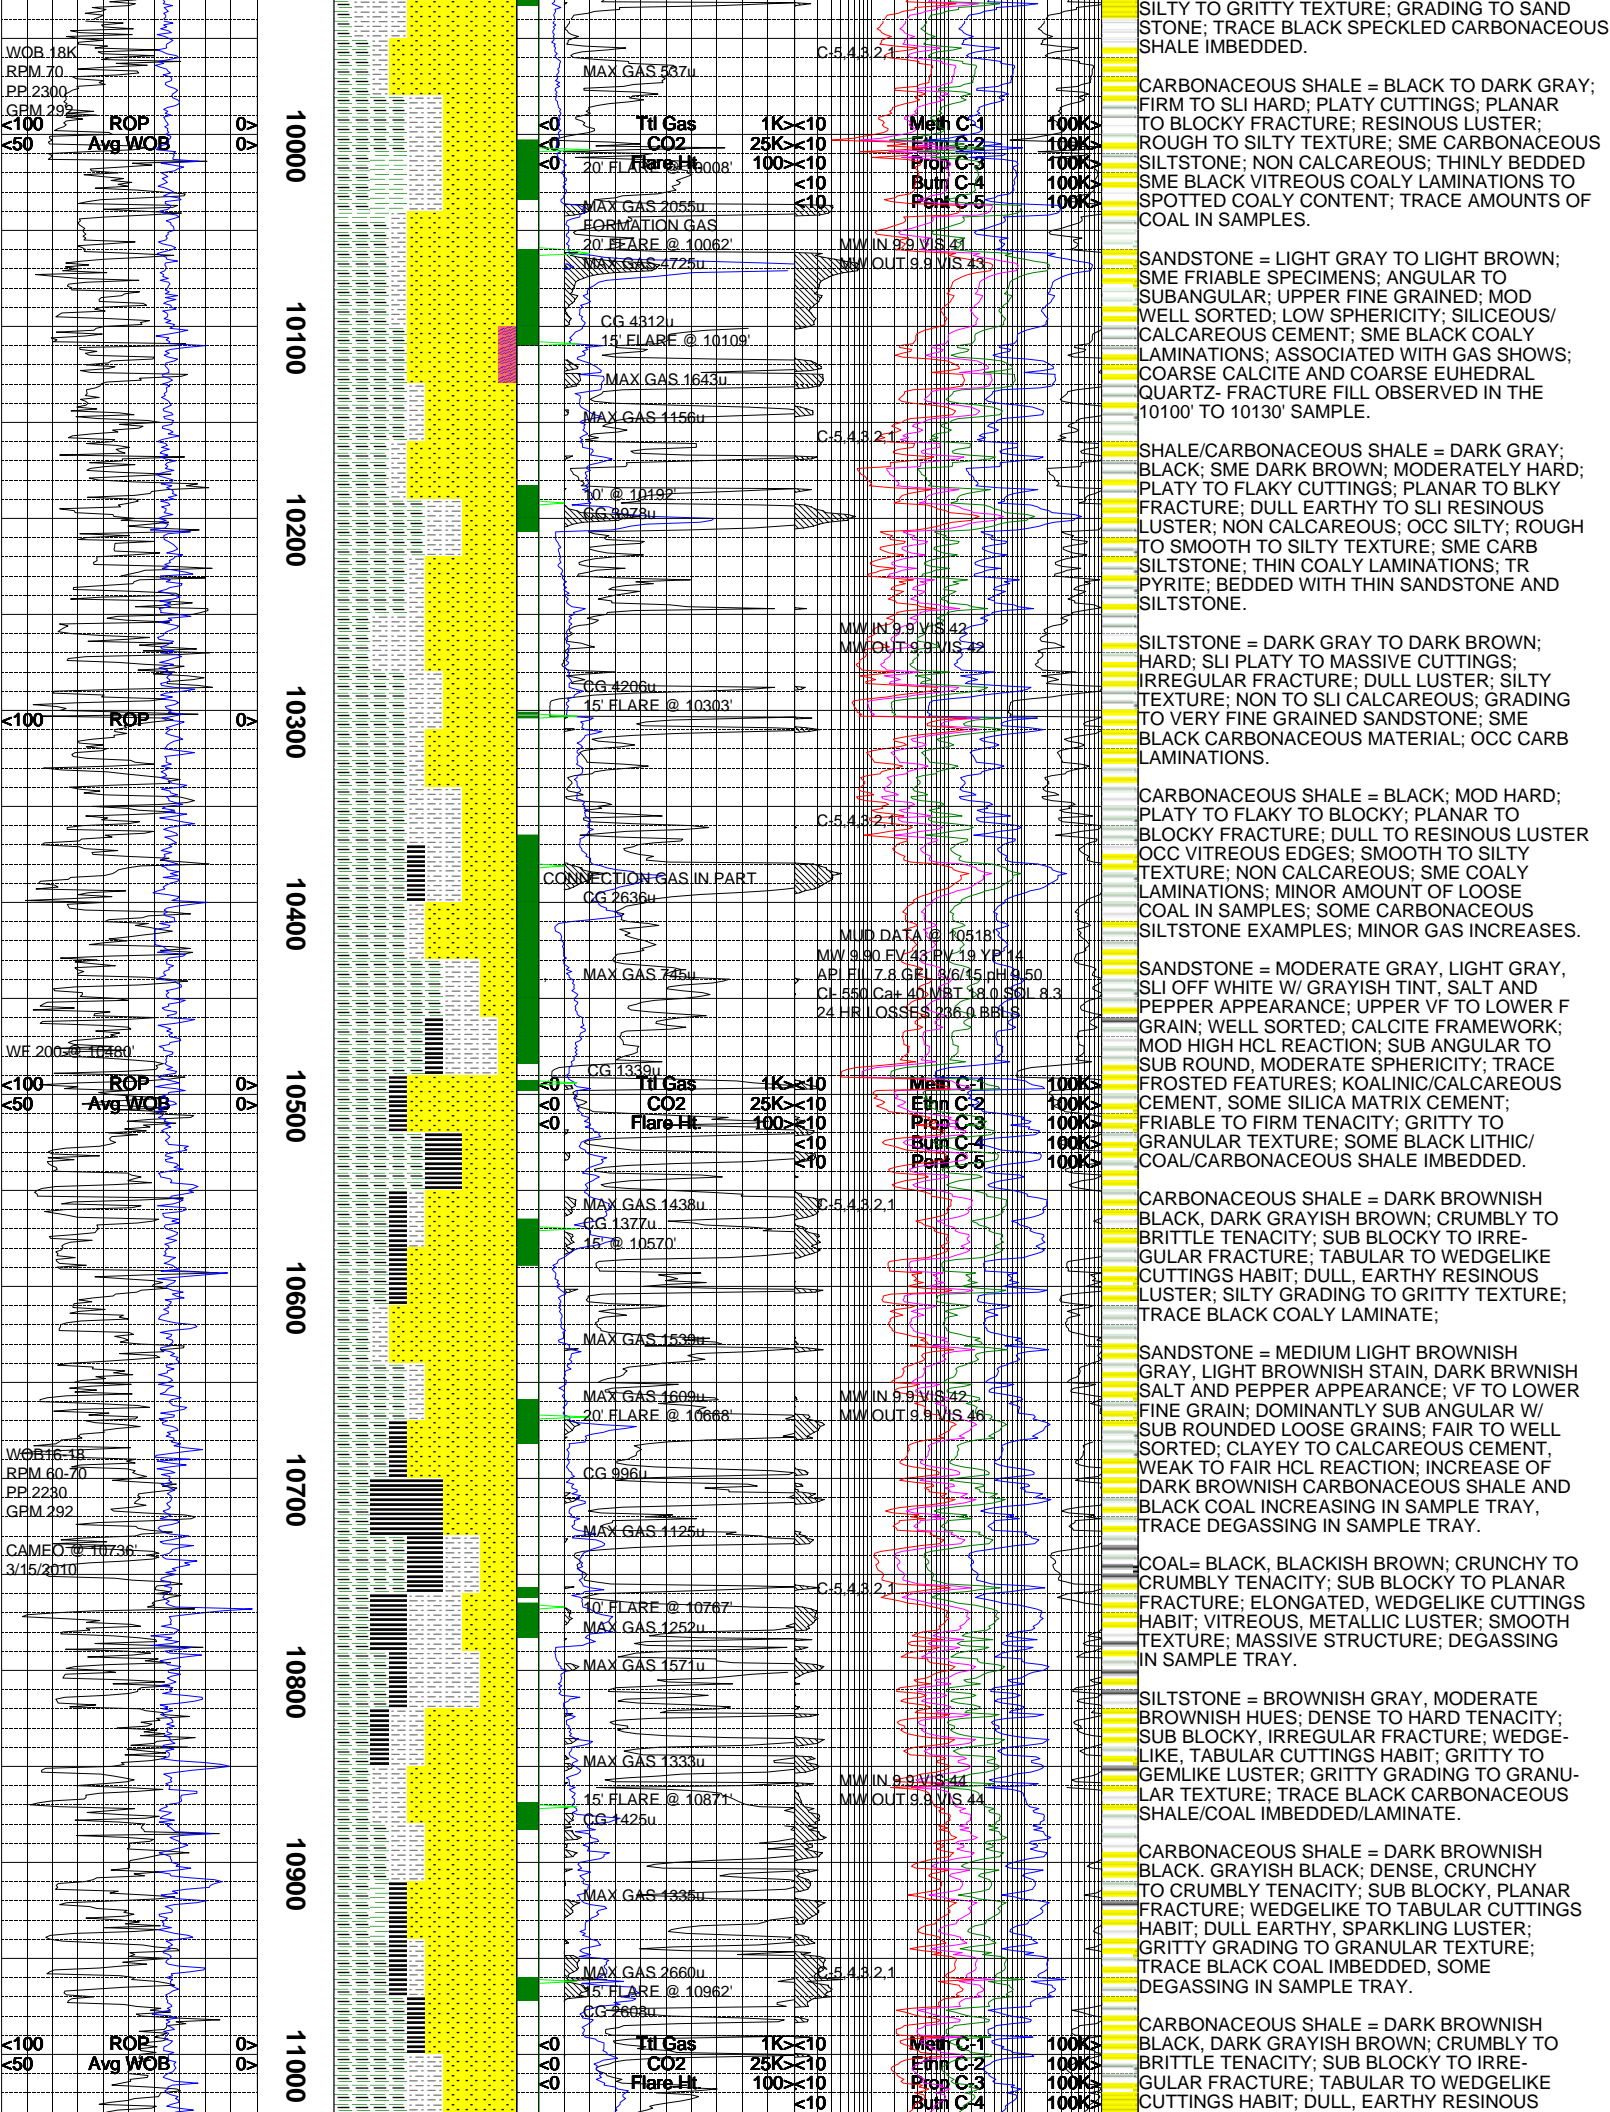 WOB 18K
RPM 70
PP 2300
GPM 292
<100 ROP 0>
<50 Avg WOB 0>
<100 ROP 0>
WF 200 @ 10480'
<100 ROP 0>
<50 Avg WOB 0>
WOB16-18
RPM 60-70
PP 2230
GPM 292
CAMEO @ 10736'
3/15/2010
<100 ROP 0>
<50 Avg WOB 0>
10000
10100
10200
10300
10400
10500
10600
10700
10800
10900
11000
MAX GAS 537u
<0 Ttl Gas 1K>
<0 CO2 25K>
<0 Flare Ht. 100>
20' FLARE @ 10008'
MAX GAS 2055u
FORMATION GAS
20' FLARE @ 10062'
MAX GAS 4725u
CG 4312u
15' FLARE @ 10109'
MAX GAS 1643u
MAX GAS 1156u
10' @ 10192'
CG 3978u
CG 4206u
15' FLARE @ 10303'
CONNECTION GAS IN PART
CG 2636u
MAX GAS 745u
CG 1339u
<0 Ttl Gas 1K>
<0 CO2 25K>
<0 Flare Ht. 100>
MAX GAS 1438u
CG 1377u
15' @ 10570'
MAX GAS 1539u
MAX GAS 1609u
20' FLARE @ 10668'
CG 996u
MAX GAS 1125u
10' FLARE @ 10767'
MAX GAS 1252u
MAX GAS 1571u
MAX GAS 1333u
15' FLARE @ 10871'
CG 1425u
MAX GAS 1335u
MAX GAS 2660u
15' FLARE @ 10962'
CG 2608u
<0 Ttl Gas 1K>
<0 CO2 25K>
<0 Flare Ht. 100>
C-5,4,3,2,1
<10 Meth C-1 100K>
<10 Ethn C-2 100K>
<10 Prop C-3 100K>
<10 Butn C-4 100K>
<10 Pent C-5 100K>
MW IN 9.9 VIS 41
MW OUT 9.9 VIS 43
C-5,4,3,2,1
MW IN 9.9 VIS 42
MW OUT 9.9 VIS 42
C-5,4,3,2,1
MUD DATA @ 10518'
MW 9.90 FV 43 PV 19 YP 14
API FIL 7.8 GEL 3/6/15 pH 9.50
Cl- 550 Ca+ 40 MBT 18.0 SOL 8.3
24 HR LOSSES 236.0 BBLS
<10 Meth C-1 100K>
<10 Ethn C-2 100K>
<10 Prop C-3 100K>
<10 Butn C-4 100K>
<10 Pent C-5 100K>
C-5,4,3,2,1
MW IN 9.9 VIS 42
MW OUT 9.9 VIS 46
C-5,4,3,2,1
MW IN 9.9 VIS 44
MW OUT 9.9 VIS 44
C-5,4,3,2,1
<10 Meth C-1 100K>
<10 Ethn C-2 100K>
<10 Prop C-3 100K>
<10 Butn C-4 100K>
SILTY TO GRITTY TEXTURE; GRADING TO SAND
STONE; TRACE BLACK SPECKLED CARBONACEOUS
SHALE IMBEDDED.
CARBONACEOUS SHALE = BLACK TO DARK GRAY;
FIRM TO SLI HARD; PLATY CUTTINGS; PLANAR
TO BLOCKY FRACTURE; RESINOUS LUSTER;
ROUGH TO SILTY TEXTURE; SME CARBONACEOUS
SILTSTONE; NON CALCAREOUS; THINLY BEDDED
SME BLACK VITREOUS COALY LAMINATIONS TO
SPOTTED COALY CONTENT; TRACE AMOUNTS OF
COAL IN SAMPLES.
SANDSTONE = LIGHT GRAY TO LIGHT BROWN;
SME FRIABLE SPECIMENS; ANGULAR TO
SUBANGULAR; UPPER FINE GRAINED; MOD
WELL SORTED; LOW SPHERICITY; SILICEOUS/
CALCAREOUS CEMENT; SME BLACK COALY
LAMINATIONS; ASSOCIATED WITH GAS SHOWS;
COARSE CALCITE AND COARSE EUHEDRAL
QUARTZ- FRACTURE FILL OBSERVED IN THE
10100' TO 10130' SAMPLE.
SHALE/CARBONACEOUS SHALE = DARK GRAY;
BLACK; SME DARK BROWN; MODERATELY HARD;
PLATY TO FLAKY CUTTINGS; PLANAR TO BLKY
FRACTURE; DULL EARTHY TO SLI RESINOUS
LUSTER; NON CALCAREOUS; OCC SILTY; ROUGH
TO SMOOTH TO SILTY TEXTURE; SME CARB
SILTSTONE; THIN COALY LAMINATIONS; TR
PYRITE; BEDDED WITH THIN SANDSTONE AND
SILTSTONE.
SILTSTONE = DARK GRAY TO DARK BROWN;
HARD; SLI PLATY TO MASSIVE CUTTINGS;
IRREGULAR FRACTURE; DULL LUSTER; SILTY
TEXTURE; NON TO SLI CALCAREOUS; GRADING
TO VERY FINE GRAINED SANDSTONE; SME
BLACK CARBONACEOUS MATERIAL; OCC CARB
LAMINATIONS.
CARBONACEOUS SHALE = BLACK; MOD HARD;
PLATY TO FLAKY TO BLOCKY; PLANAR TO
BLOCKY FRACTURE; DULL TO RESINOUS LUSTER
OCC VITREOUS EDGES; SMOOTH TO SILTY
TEXTURE; NON CALCAREOUS; SME COALY
LAMINATIONS; MINOR AMOUNT OF LOOSE
COAL IN SAMPLES; SOME CARBONACEOUS
SILTSTONE EXAMPLES; MINOR GAS INCREASES.
SANDSTONE = MODERATE GRAY, LIGHT GRAY,
SLI OFF WHITE W/ GRAYISH TINT, SALT AND
PEPPER APPEARANCE; UPPER VF TO LOWER F
GRAIN; WELL SORTED; CALCITE FRAMEWORK;
MOD HIGH HCL REACTION; SUB ANGULAR TO
SUB ROUND, MODERATE SPHERICITY; TRACE
FROSTED FEATURES; KOALINIC/CALCAREOUS
CEMENT, SOME SILICA MATRIX CEMENT;
FRIABLE TO FIRM TENACITY; GRITTY TO
GRANULAR TEXTURE; SOME BLACK LITHIC/
COAL/CARBONACEOUS SHALE IMBEDDED.
CARBONACEOUS SHALE = DARK BROWNISH
BLACK, DARK GRAYISH BROWN; CRUMBLY TO
BRITTLE TENACITY; SUB BLOCKY TO IRRE-
GULAR FRACTURE; TABULAR TO WEDGELIKE
CUTTINGS HABIT; DULL, EARTHY RESINOUS
LUSTER; SILTY GRADING TO GRITTY TEXTURE;
TRACE BLACK COALY LAMINATE;
SANDSTONE = MEDIUM LIGHT BROWNISH
GRAY, LIGHT BROWNISH STAIN, DARK BRWNISH
SALT AND PEPPER APPEARANCE; VF TO LOWER
FINE GRAIN; DOMINANTLY SUB ANGULAR W/
SUB ROUNDED LOOSE GRAINS; FAIR TO WELL
SORTED; CLAYEY TO CALCAREOUS CEMENT,
WEAK TO FAIR HCL REACTION; INCREASE OF
DARK BROWNISH CARBONACEOUS SHALE AND
BLACK COAL INCREASING IN SAMPLE TRAY,
TRACE DEGASSING IN SAMPLE TRAY.
COAL= BLACK, BLACKISH BROWN; CRUNCHY TO
CRUMBLY TENACITY; SUB BLOCKY TO PLANAR
FRACTURE; ELONGATED, WEDGELIKE CUTTINGS
HABIT; VITREOUS, METALLIC LUSTER; SMOOTH
TEXTURE; MASSIVE STRUCTURE; DEGASSING
IN SAMPLE TRAY.
SILTSTONE = BROWNISH GRAY, MODERATE
BROWNISH HUES; DENSE TO HARD TENACITY;
SUB BLOCKY, IRREGULAR FRACTURE; WEDGE-
LIKE, TABULAR CUTTINGS HABIT; GRITTY TO
GEMLIKE LUSTER; GRITTY GRADING TO GRANU-
LAR TEXTURE; TRACE BLACK CARBONACEOUS
SHALE/COAL IMBEDDED/LAMINATE.
CARBONACEOUS SHALE = DARK BROWNISH
BLACK. GRAYISH BLACK; DENSE, CRUNCHY
TO CRUMBLY TENACITY; SUB BLOCKY, PLANAR
FRACTURE; WEDGELIKE TO TABULAR CUTTINGS
HABIT; DULL EARTHY, SPARKLING LUSTER;
GRITTY GRADING TO GRANULAR TEXTURE;
TRACE BLACK COAL IMBEDDED, SOME
DEGASSING IN SAMPLE TRAY.
CARBONACEOUS SHALE = DARK BROWNISH
BLACK, DARK GRAYISH BROWN; CRUMBLY TO
BRITTLE TENACITY; SUB BLOCKY TO IRRE-
GULAR FRACTURE; TABULAR TO WEDGELIKE
CUTTINGS HABIT; DULL, EARTHY RESINOUS